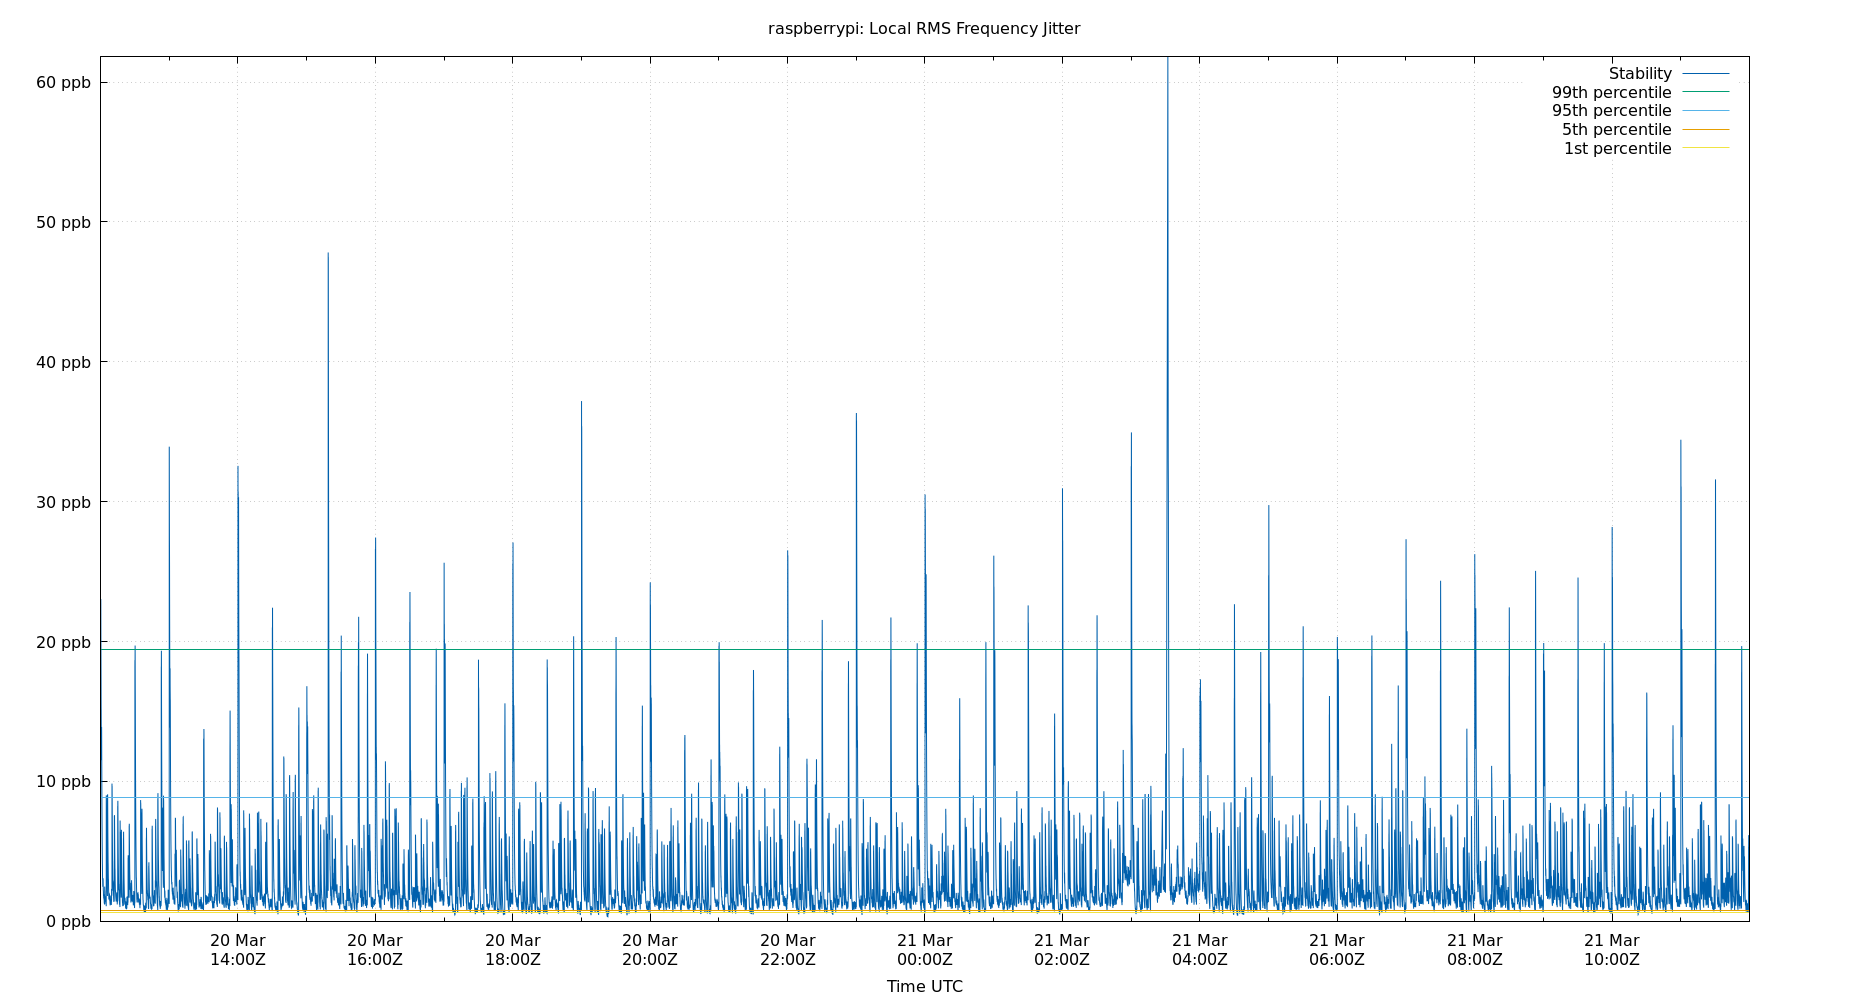 raspberrypi: Local RMS Frequency Jitter
60 ppb
50 ppb
40 ppb
30 ppb
20 ppb
10 ppb
0 ppb
Stability
99th percentile
95th percentile
5th percentile
1st percentile
20 Mar
14:00Z
20 Mar
16:00Z
20 Mar
18:00Z
20 Mar
20:00Z
20 Mar
22:00Z
21 Mar
00:00Z
21 Mar
02:00Z
21 Mar
04:00Z
21 Mar
06:00Z
21 Mar
08:00Z
21 Mar
10:00Z
Time UTC